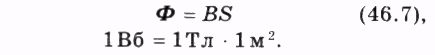 Ф = BS (46.7),
1 Вб = 1 Тл · 1 м².